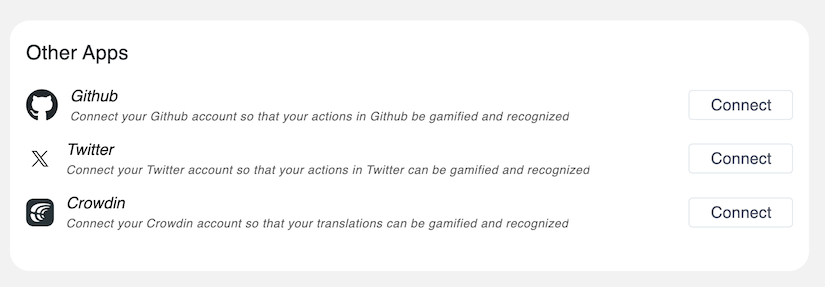 Other Apps
Github
Connect your Github account so that your actions in Github be gamified and recognized
Connect
Twitter
Connect your Twitter account so that your actions in Twitter can be gamified and recognized
Connect
Crowdin
Connect your Crowdin account so that your translations can be gamified and recognized
Connect